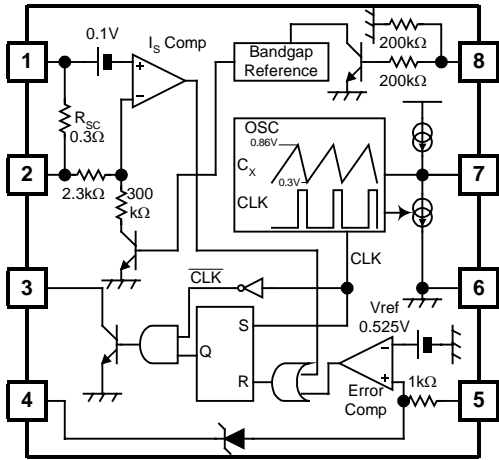 0.1V
I_S Comp
Bandgap
Reference
200kΩ
200kΩ
1
8
R_SC
0.3Ω
OSC
0.86V
C_X
0.3V
CLK
2
7
2.3kΩ
300
kΩ
CLK
3
6
C̅L̅K̅
Vref
0.525V
S
Q
R
1kΩ
Error
Comp
4
5
+
−
−
+